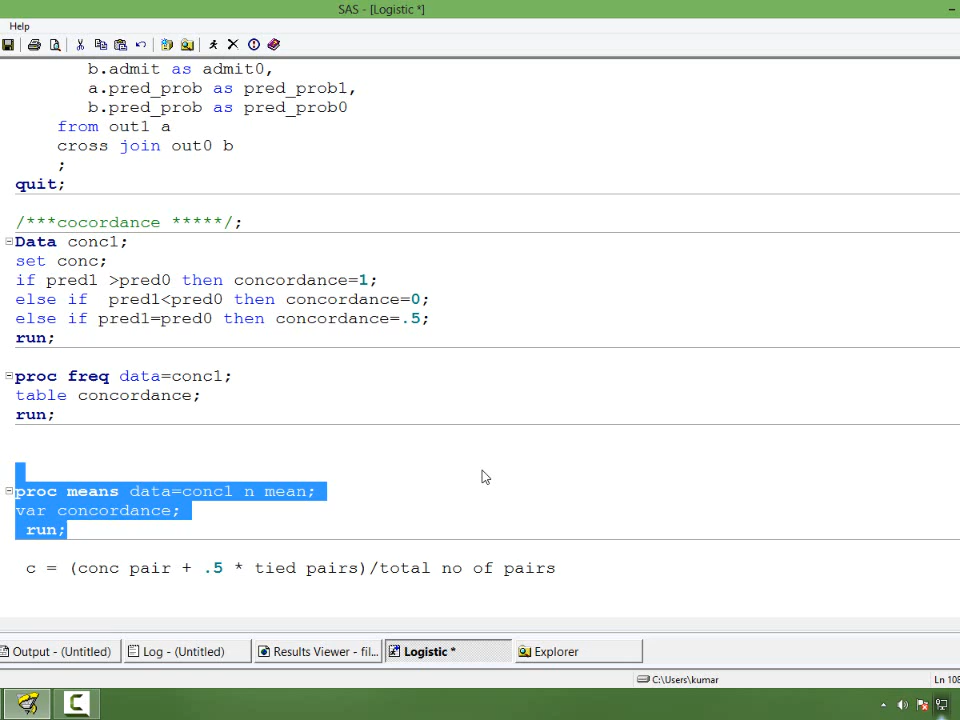 SAS - [Logistic *]
Help
b.admit as admit0,
a.pred_prob as pred_prob1,
b.pred_prob as pred_prob0
from out1 a
cross join out0 b
;
quit;
/***cocordance *****/;
Data conc1;
set conc;
if pred1 >pred0 then concordance=1;
else if  pred1<pred0 then concordance=0;
else if pred1=pred0 then concordance=.5;
run;
proc freq data=conc1;
table concordance;
run;
proc means data=conc1 n mean;
var concordance;
run;
c = (conc pair + .5 * tied pairs)/total no of pairs
Output - (Untitled) Log - (Untitled) Results Viewer - fil... Logistic * Explorer
C:\Users\kumar Ln 108